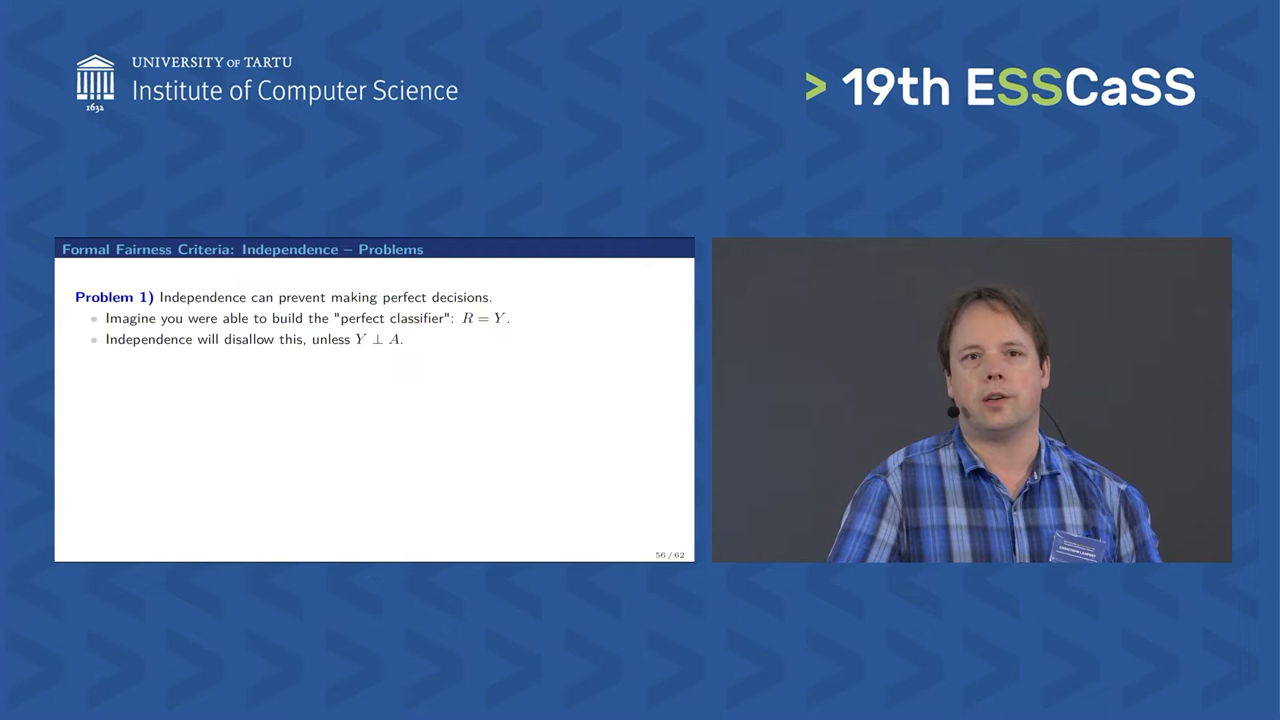 UNIVERSITY OF TARTU
Institute of Computer Science
1632
> 19th ESSCaSS
Formal Fairness Criteria: Independence – Problems
Problem 1) Independence can prevent making perfect decisions.
Imagine you were able to build the "perfect classifier": R = Y.
Independence will disallow this, unless Y ⊥ A.
56 / 62